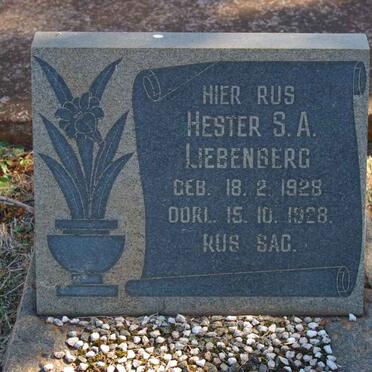 HIER RUS
HESTER S.A.
LIEBENBERG
GEB. 18. 2. 1928
OORL. 15. 10. 1928.
RUS SAG.